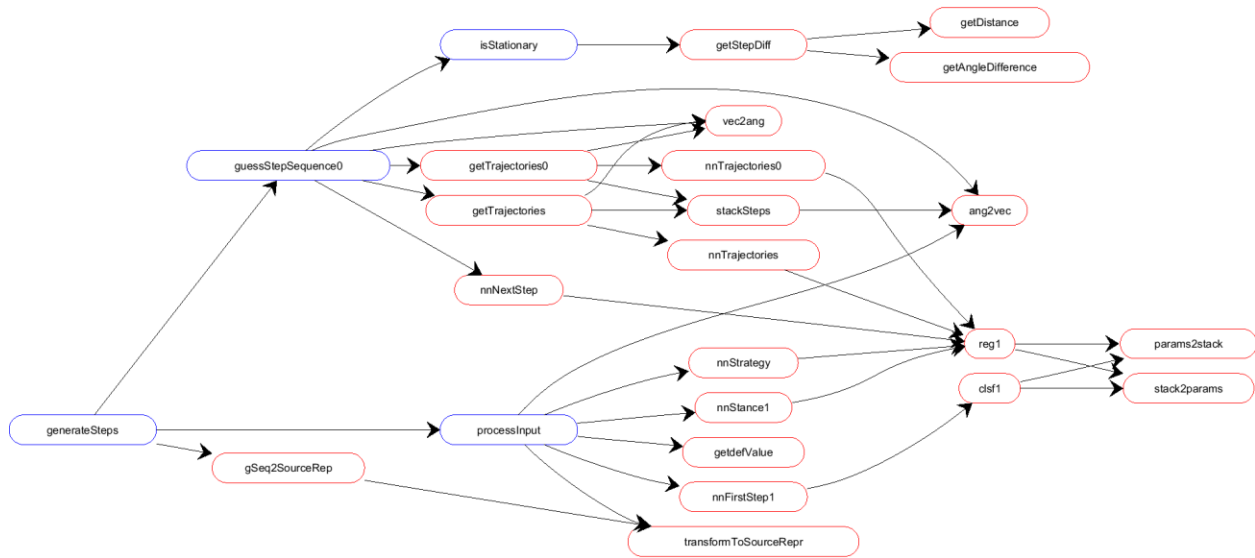 getDistance
isStationary
getStepDiff
getAngleDifference
vec2ang
guessStepSequence0
getTrajectories0
nnTrajectories0
getTrajectories
stackSteps
ang2vec
nnTrajectories
nnNextStep
reg1
params2stack
nnStrategy
clsf1
stack2params
nnStance1
generateSteps
processInput
getdefValue
gSeq2SourceRep
nnFirstStep1
transformToSourceRepr